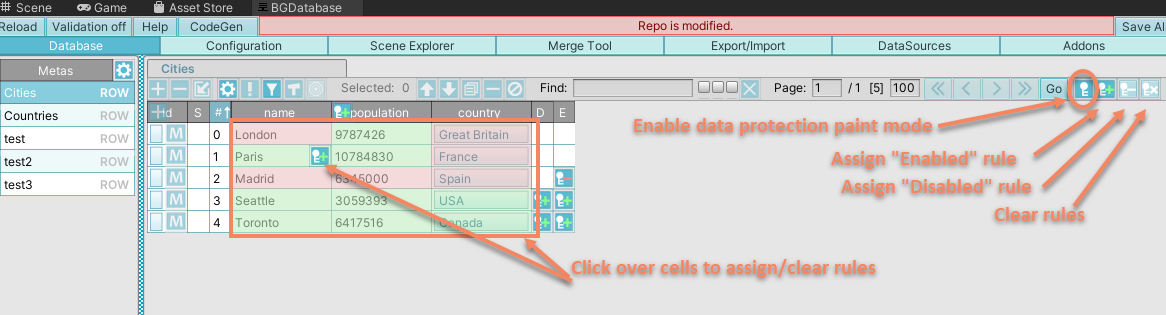 Scene Game Asset Store BGDatabase
Reload Validation off Help CodeGen Repo is modified. Save All
Database Configuration Scene Explorer Merge Tool Export/Import DataSources Addons
Metas
Cities ROW
Countries ROW
test ROW
test2 ROW
test3 ROW
Cities
Selected: 0 Find: Page: 1 / 1 [5] 100 Go
Id S # name population country D E
M 0 London 9787426 Great Britain
M 1 Paris 10784830 France
M 2 Madrid 6345000 Spain
M 3 Seattle 3059393 USA
M 4 Toronto 6417516 Canada
Enable data protection paint mode
Assign "Enabled" rule
Assign "Disabled" rule
Clear rules
Click over cells to assign/clear rules